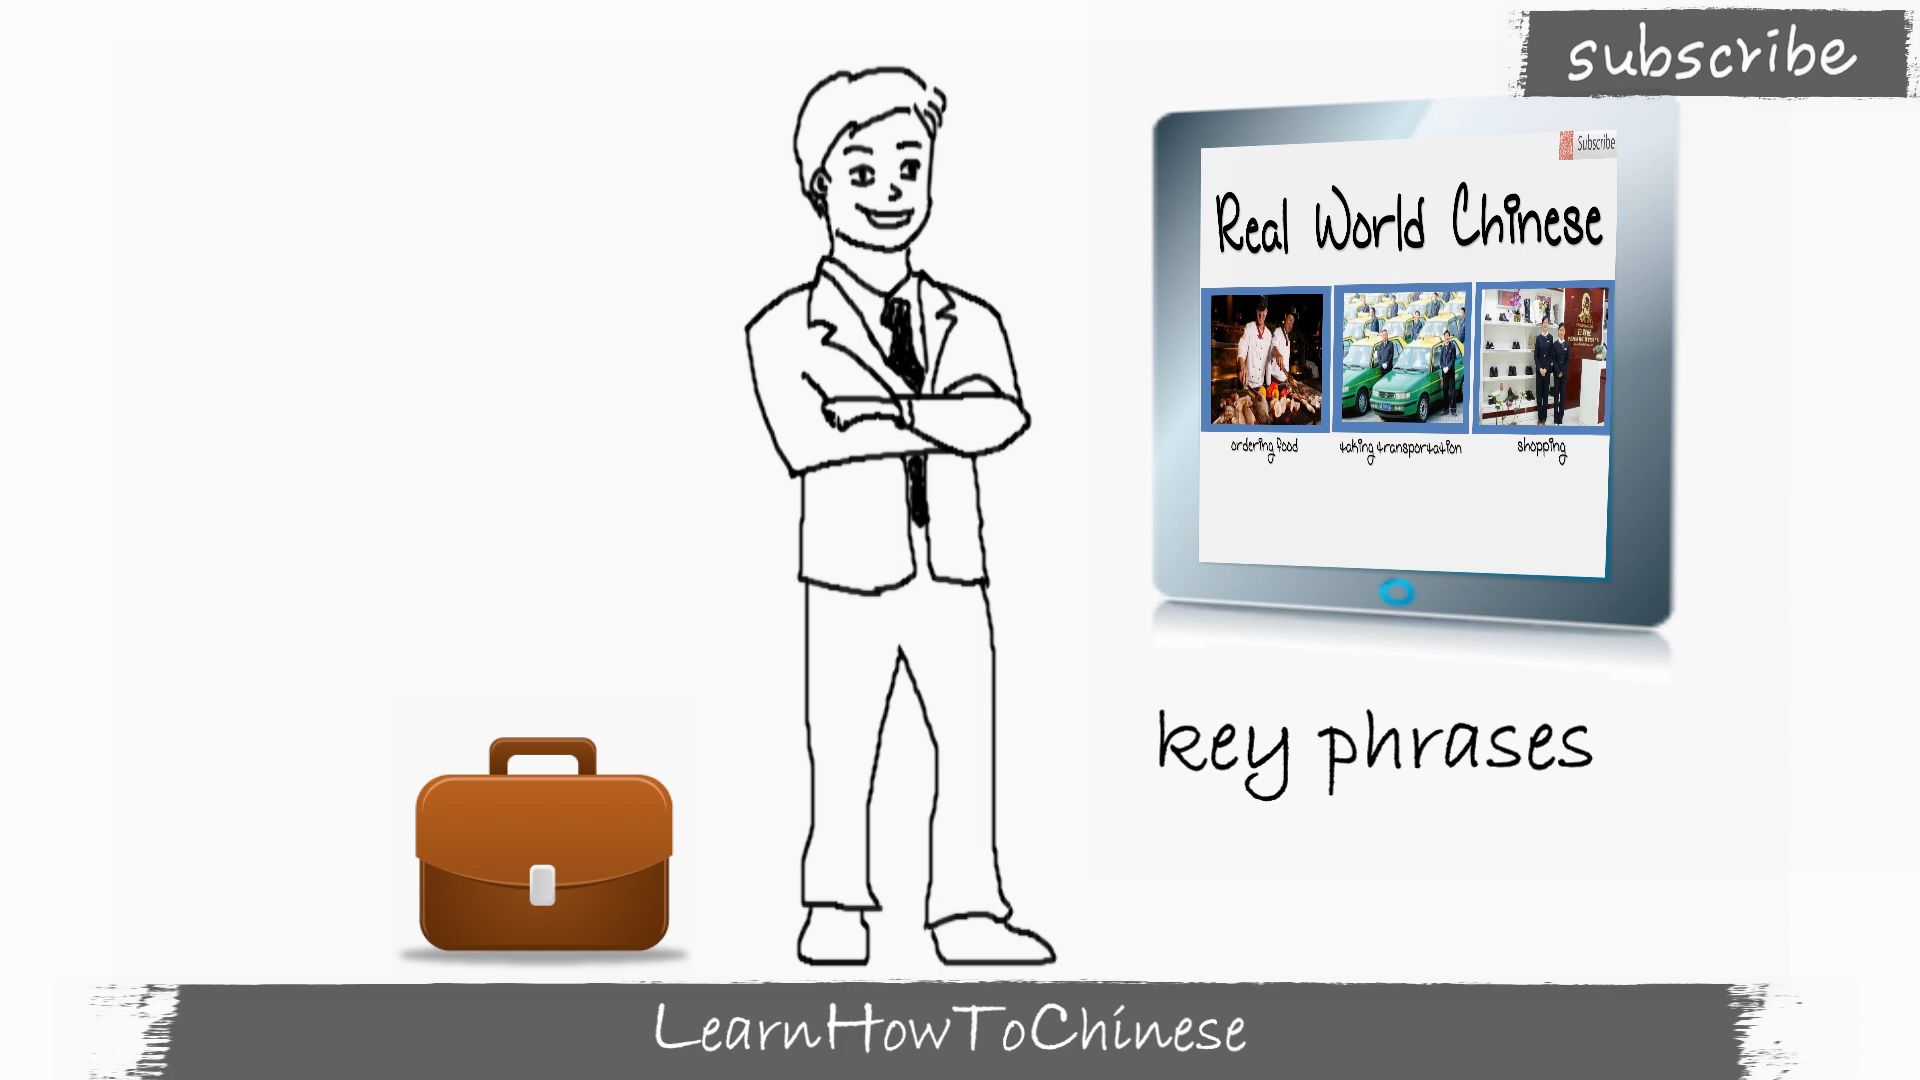 subscribe
Subscribe
Real World Chinese
ordering food
taking transportation
shopping
key phrases
LearnHowToChinese